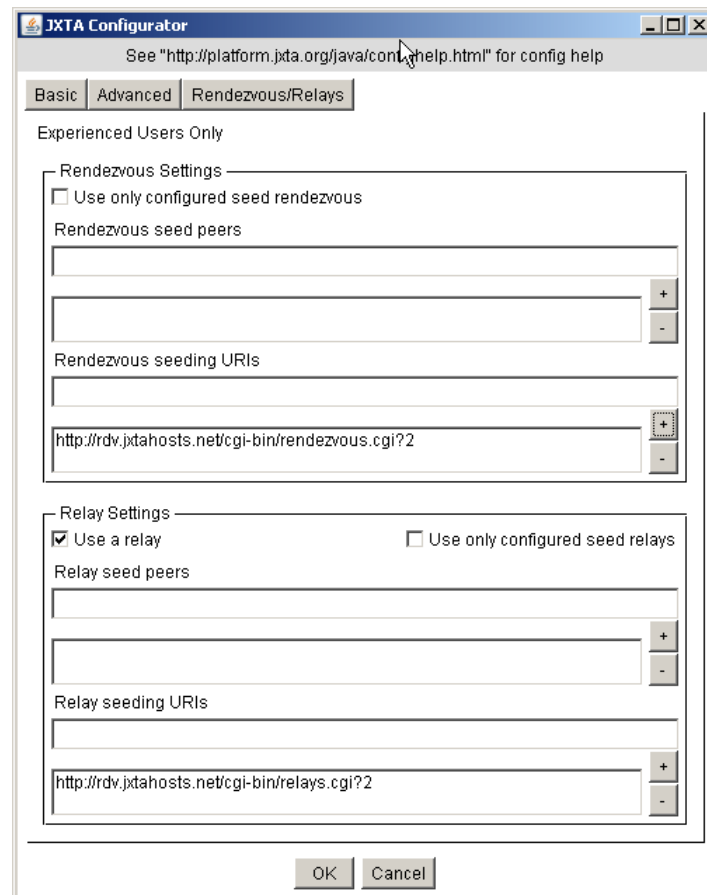 JXTA Configurator
See "http://platform.jxta.org/java/confighelp.html" for config help
Basic Advanced Rendezvous/Relays
Experienced Users Only
Rendezvous Settings
Use only configured seed rendezvous
Rendezvous seed peers
+
-
Rendezvous seeding URIs
+
http://rdv.jxtahosts.net/cgi-bin/rendezvous.cgi?2
-
Relay Settings
Use a relay Use only configured seed relays
Relay seed peers
+
-
Relay seeding URIs
+
http://rdv.jxtahosts.net/cgi-bin/relays.cgi?2
-
OK Cancel